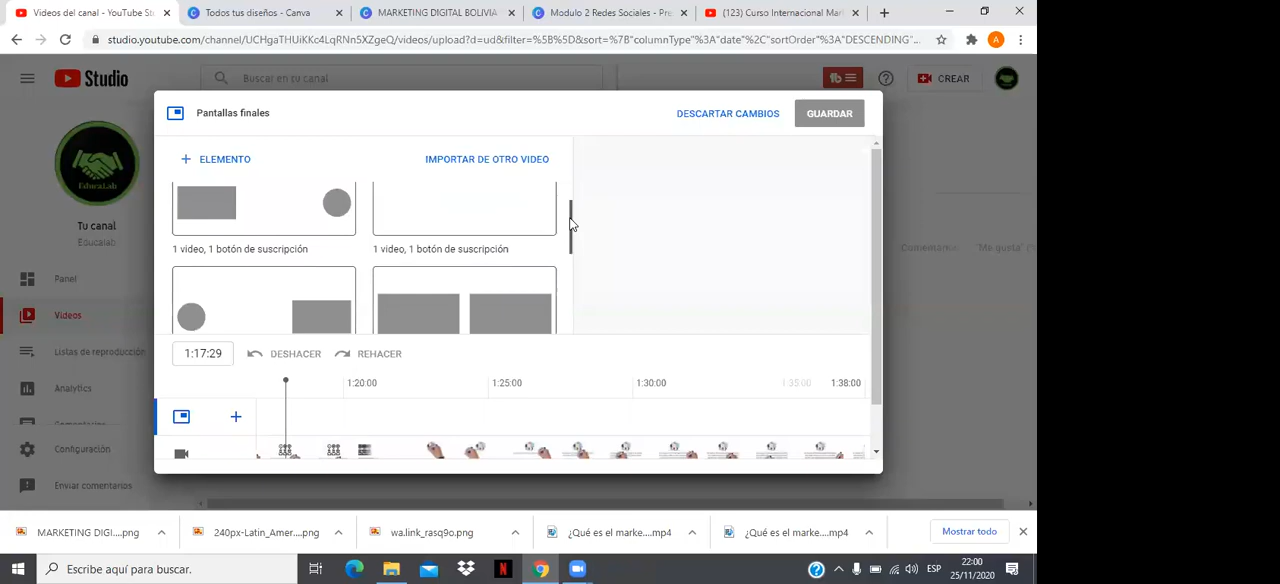 Videos del canal - YouTube Stu
Todos tus diseños - Canva
MARKETING DIGITAL BOLIVIA
Modulo 2 Redes Sociales - Pre
(123) Curso Internacional Mar
studio.youtube.com/channel/UCHgaTHUiKKc4LqRNn5XZgeQ/videos/upload?d=ud&filter=%5B%5D&sort=%7B"columnType"%3A"date"%2C"sortOrder"%3A"DESCENDING"...
A
Studio
Buscar en tu canal
CREAR
Pantallas finales
DESCARTAR CAMBIOS
GUARDAR
ELEMENTO
IMPORTAR DE OTRO VIDEO
EducaLab
Tu canal
Educalab
1 video, 1 botón de suscripción
1 video, 1 botón de suscripción
Comentarios
"Me gusta"
Panel
Videos
Listas de reproducción
Analytics
Configuración
Enviar comentarios
1:17:29
DESHACER
REHACER
1:20:00
1:25:00
1:30:00
1:35:00
1:38:00
MARKETING DIGI....png
240px-Latin_Amer....png
wa.link_rasq9o.png
¿Qué es el marke....mp4
¿Qué es el marke....mp4
Mostrar todo
Escribe aquí para buscar.
ESP
22:00
25/11/2020